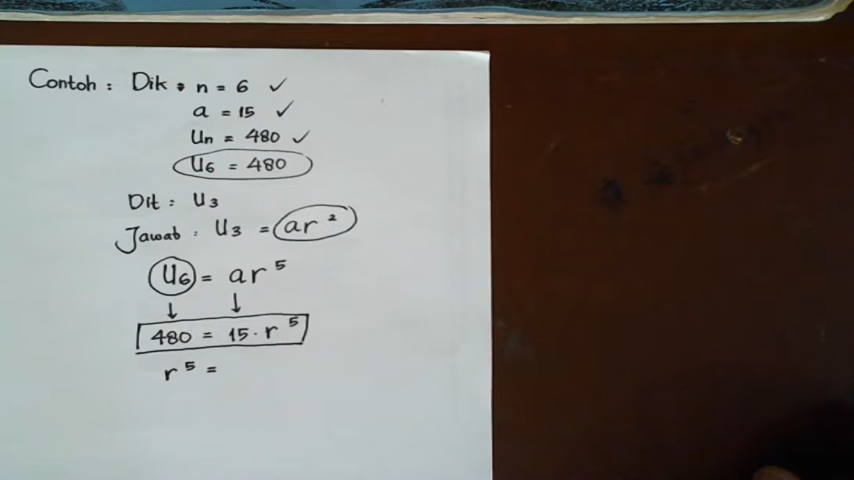 Contoh : Dik : n = 6 ✓
a = 15 ✓
Un = 480 ✓
U6 = 480
Dit : U3
Jawab : U3 = ar²
U6 = ar⁵
↓ ↓
480 = 15 · r⁵
r⁵ =